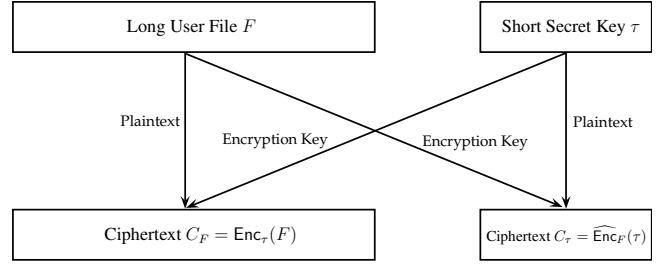 Long User File F
Short Secret Key τ
Plaintext
Plaintext
Encryption Key
Encryption Key
Ciphertext C_F = Enc_τ(F)
Ciphertext C_τ = \widehat{Enc}_F(τ)